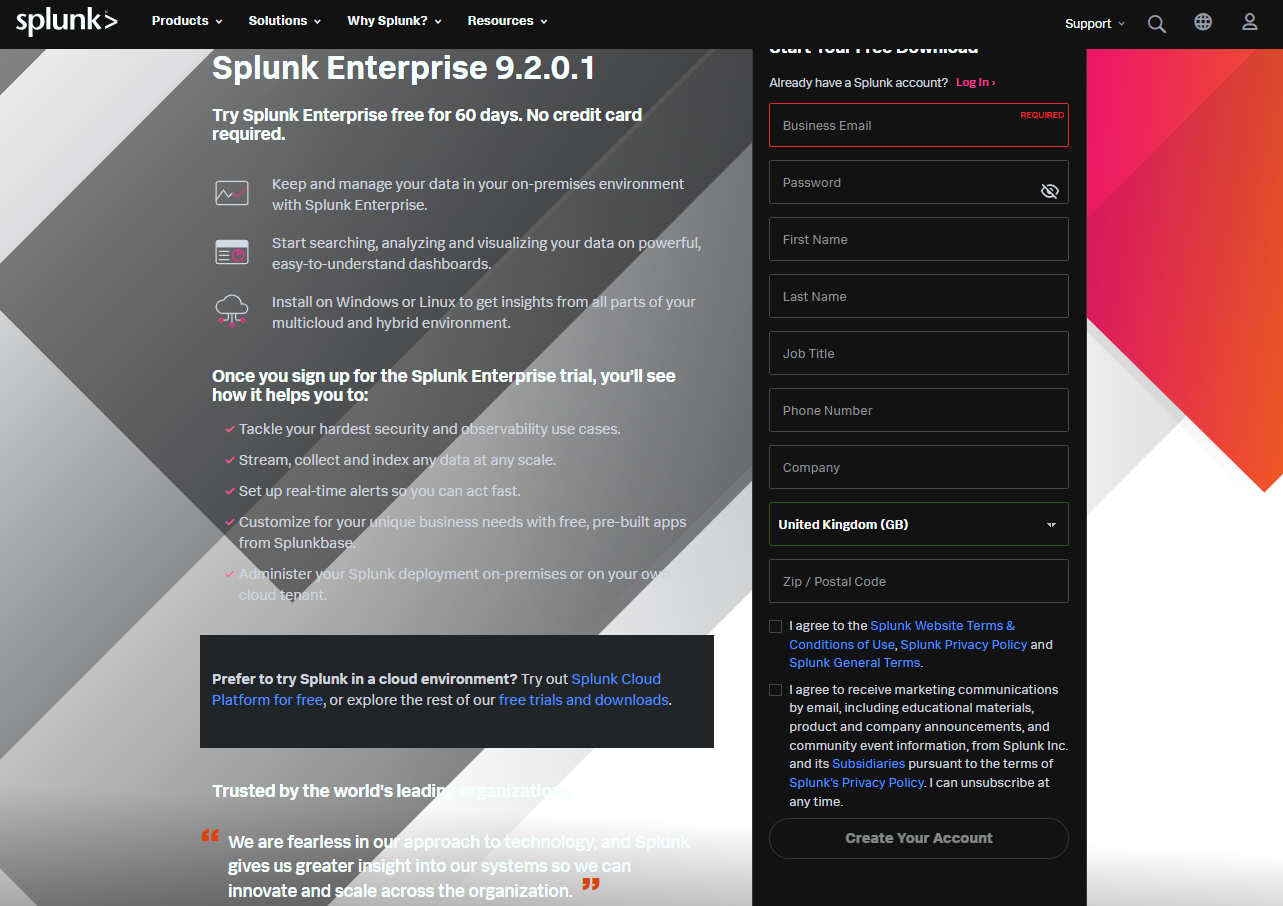 splunk>
Products
Solutions
Why Splunk?
Resources
Support
Splunk Enterprise 9.2.0.1
Try Splunk Enterprise free for 60 days. No credit card
required.
Keep and manage your data in your on-premises environment
with Splunk Enterprise.
Start searching, analyzing and visualizing your data on powerful,
easy-to-understand dashboards.
Install on Windows or Linux to get insights from all parts of your
multicloud and hybrid environment.
Once you sign up for the Splunk Enterprise trial, you’ll see
how it helps you to:
Tackle your hardest security and observability use cases.
Stream, collect and index any data at any scale.
Set up real-time alerts so you can act fast.
Customize for your unique business needs with free, pre-built apps
from Splunkbase.
Administer your Splunk deployment on-premises or on your own
cloud tenant.
Prefer to try Splunk in a cloud environment? Try out Splunk Cloud
Platform for free, or explore the rest of our free trials and downloads.
Trusted by the world's leading organizations
“ We are fearless in our approach to technology, and Splunk
gives us greater insight into our systems so we can
innovate and scale across the organization. ”
Start Your Free Download
Already have a Splunk account? Log In ›
REQUIRED
Business Email
Password
First Name
Last Name
Job Title
Phone Number
Company
United Kingdom (GB)
Zip / Postal Code
I agree to the Splunk Website Terms &
Conditions of Use, Splunk Privacy Policy and
Splunk General Terms.
I agree to receive marketing communications
by email, including educational materials,
product and company announcements, and
community event information, from Splunk Inc.
and its Subsidiaries pursuant to the terms of
Splunk's Privacy Policy. I can unsubscribe at
any time.
Create Your Account